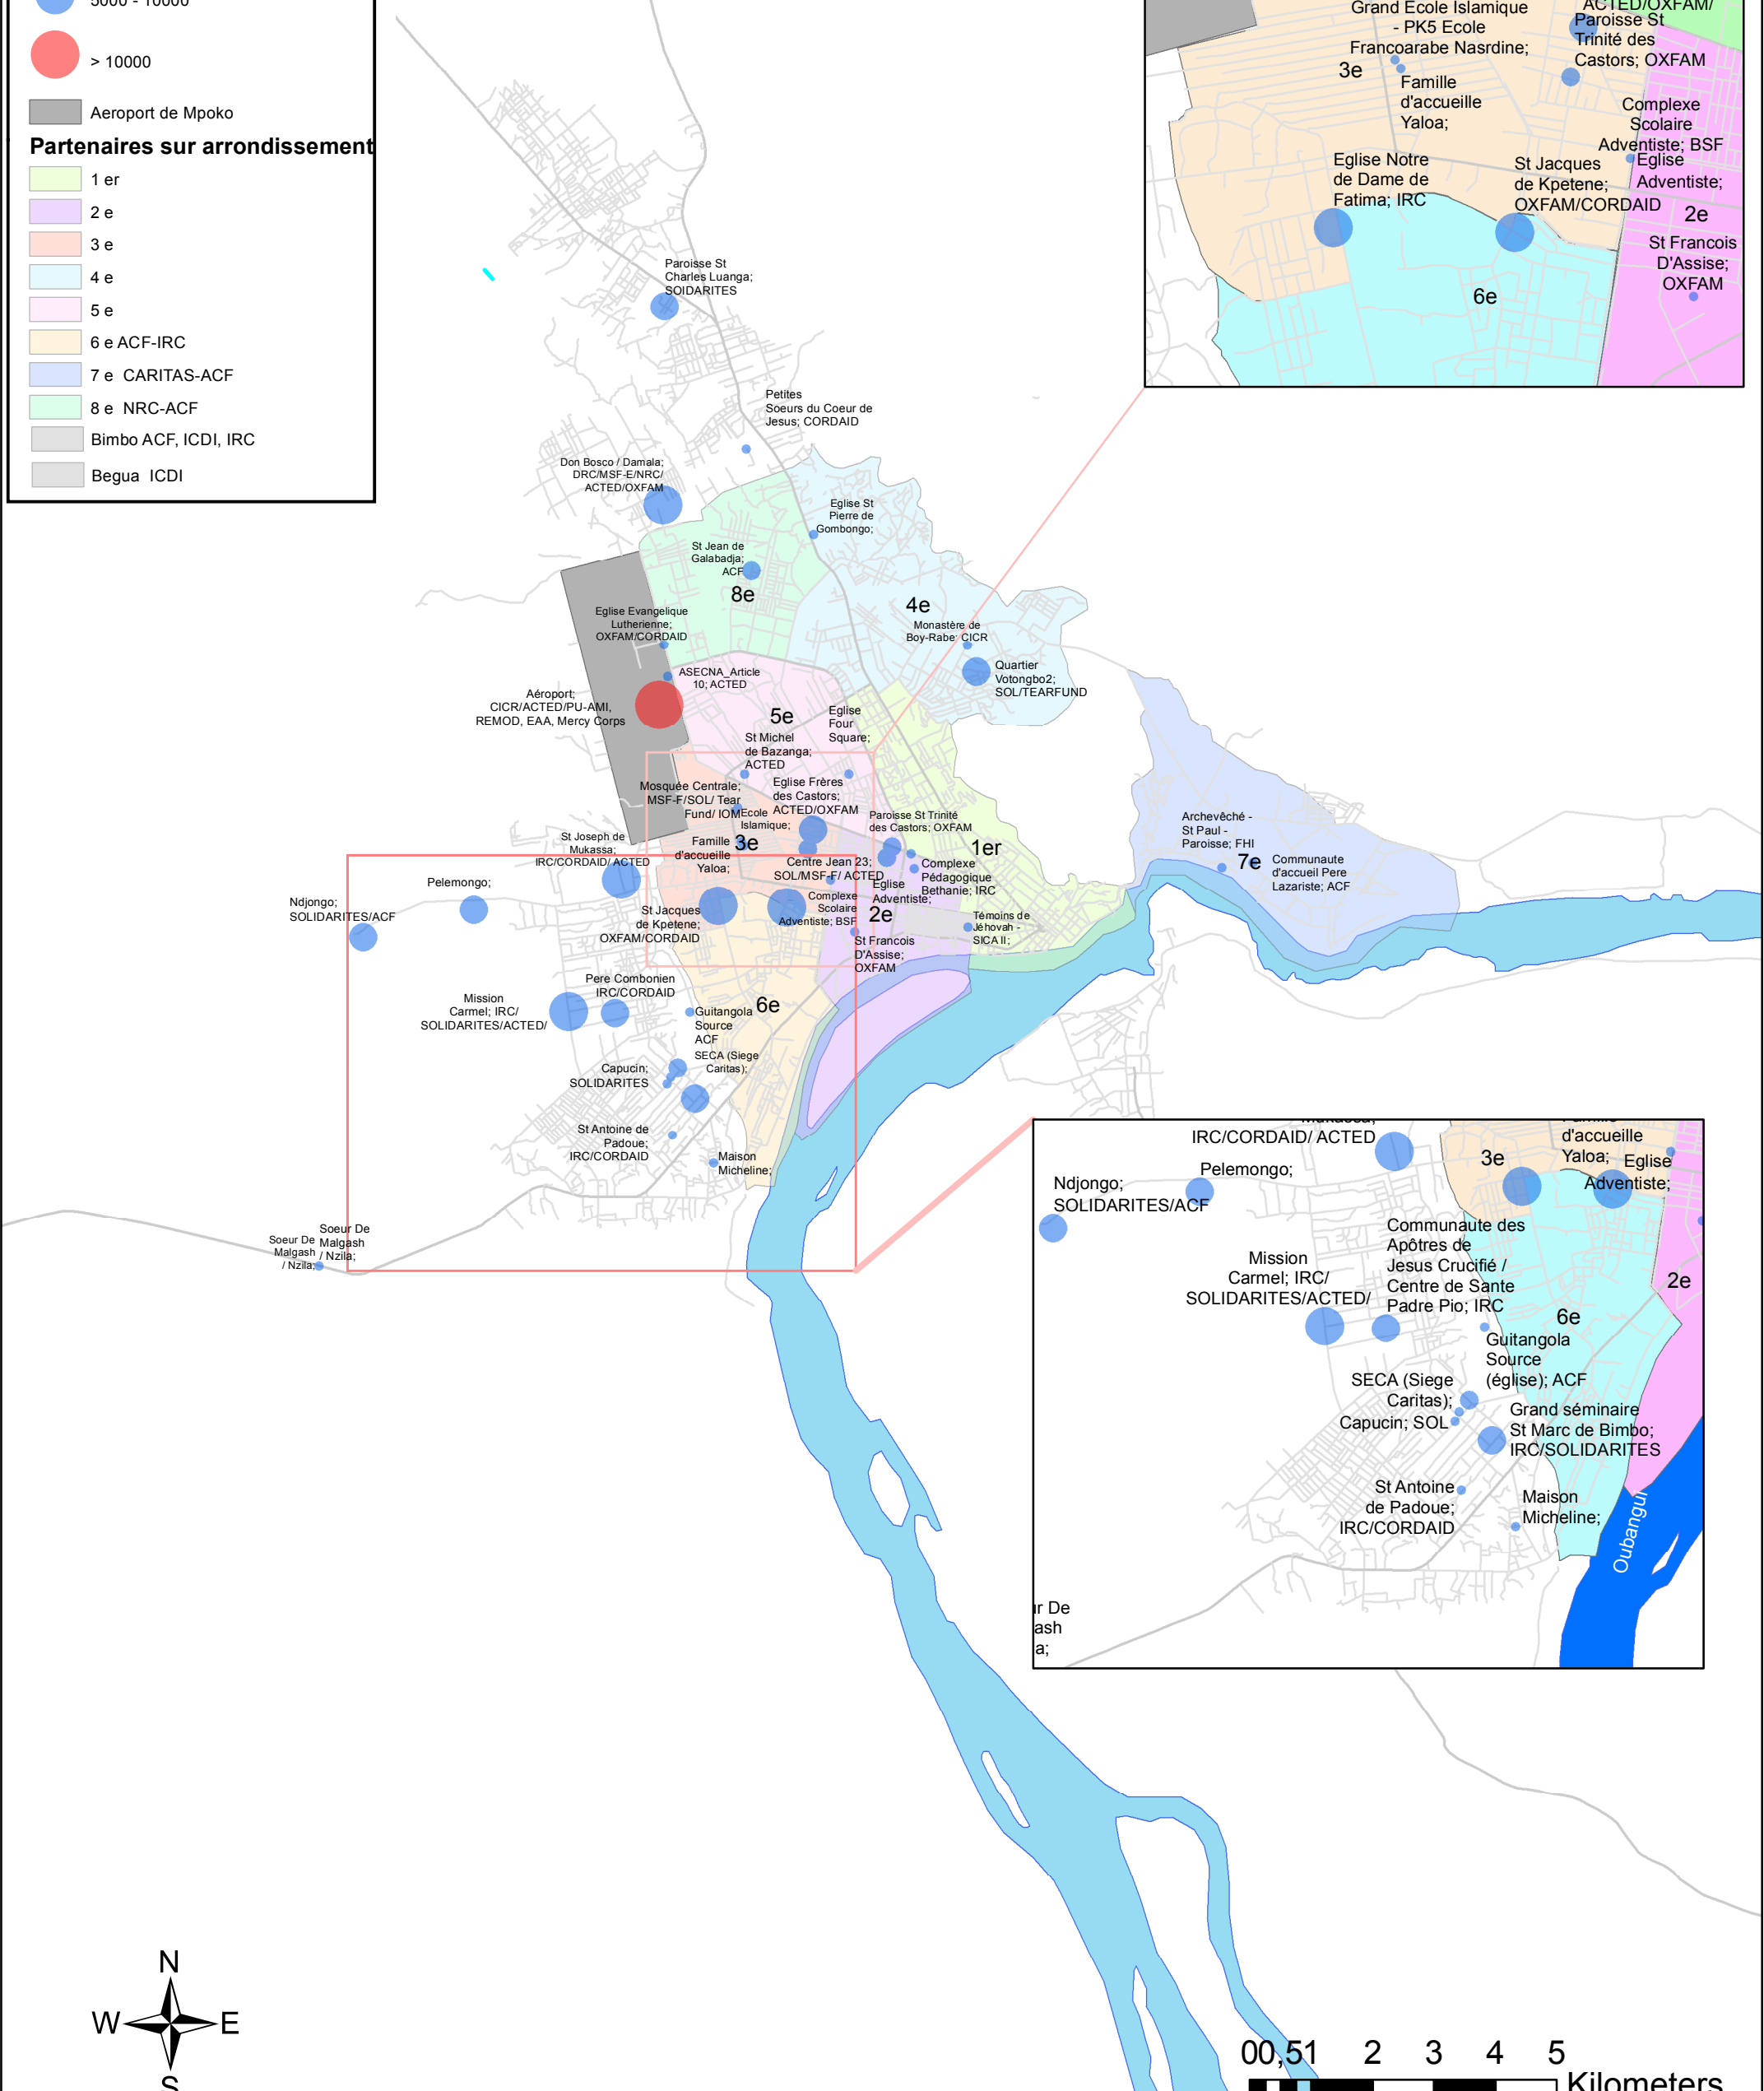 5000 - 10000
> 10000
Aeroport de Mpoko
Partenaires sur arrondissement
1 er
2 e
3 e
4 e
5 e
6 e ACF-IRC
7 e CARITAS-ACF
8 e NRC-ACF
Bimbo ACF, ICDI, IRC
Begua ICDI
ACTED/OXFAM/
Grand Ecole Islamique
- PK5 Ecole
Francoarabe Nasrdine;
Paroisse St
Trinité des
Castors; OXFAM
3e
Famille
d'accueille
Yaloa;
Complexe
Scolaire
Adventiste; BSF
Eglise Notre
de Dame de
Fatima; IRC
St Jacques
de Kpetene;
OXFAM/CORDAID
Eglise
Adventiste;
2e
St Francois
D'Assise;
OXFAM
6e
Paroisse St
Charles Luanga;
SOIDARITES
Petites
Soeurs du Coeur de
Jesus; CORDAID
Don Bosco / Damala;
DRC/MSF-E/NRC/
ACTED/OXFAM
Eglise St
Pierre de
Gombongo;
St Jean de
Galabadja;
ACF
8e
4e
Eglise Evangelique
Lutherienne;
OXFAM/CORDAID
Monastère de
Boy-Rabe; CICR
Quartier
Votongbo2;
SOL/TEARFUND
ASECNA_Article
10; ACTED
Aéroport;
CICR/ACTED/PU-AMI,
REMOD, EAA, Mercy Corps
5e
Eglise
Four
Square;
St Michel
de Bazanga;
ACTED
Mosquée Centrale;
MSF-F/SOL/ Tear
Fund/ IOM
Eglise Frères
des Castors;
ACTED/OXFAM
Ecole
Islamique;
Paroisse St Trinité
des Castors; OXFAM
St Joseph de
Mukassa;
IRC/CORDAID/ ACTED
Famille
d'accueille
Yaloa;
3e
1er
Centre Jean 23;
SOL/MSF-F/ ACTED
Complexe
Pédagogique
Bethanie; IRC
Archevêché -
St Paul -
Paroisse; FHI
7e
Communaute
d'accueil Pere
Lazariste; ACF
Pelemongo;
Ndjongo;
SOLIDARITES/ACF
Eglise
Adventiste;
Complexe
Scolaire
Adventiste; BSF
2e
St Jacques
de Kpetene;
OXFAM/CORDAID
Témoins de
Jéhovah -
SICA II;
St Francois
D'Assise;
OXFAM
Pere Combonien
IRC/CORDAID
Mission
Carmel; IRC/
SOLIDARITES/ACTED/
6e
Guitangola
Source
ACF
SECA (Siege
Caritas);
Capucin;
SOLIDARITES
St Antoine de
Padoue;
IRC/CORDAID
Maison
Micheline;
Soeur De
Malgash
/ Nzila;
Soeur De
Malgash
/ Nzila;
IRC/CORDAID/ ACTED
Pelemongo;
Ndjongo;
SOLIDARITES/ACF
3e
d'accueille
Yaloa;
Eglise
Adventiste;
Communaute des
Apôtres de
Jesus Crucifié /
Centre de Sante
Padre Pio; IRC
Mission
Carmel; IRC/
SOLIDARITES/ACTED/
2e
6e
Guitangola
Source
(église); ACF
SECA (Siege
Caritas);
Capucin; SOL
Grand séminaire
St Marc de Bimbo;
IRC/SOLIDARITES
St Antoine
de Padoue;
IRC/CORDAID
Maison
Micheline;
Oubangui
ur De
ash
a;
N
W E
S
0 0,5 1 2 3 4 5
Kilometers